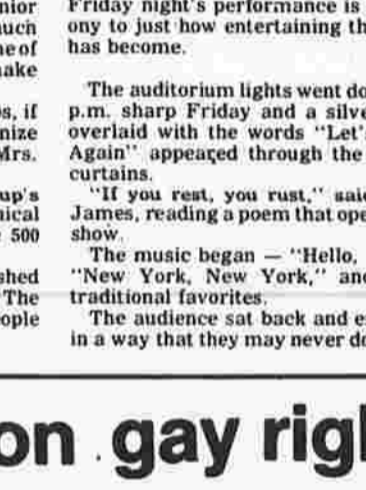 nior
uch
ne of
ake
s, if
nize
Mrs.
up's
ical
500
shed
The
ople
Friday night's performance is
ony to just how entertaining th
has become.
The auditorium lights went do
p.m. sharp Friday and a silve
overlaid with the words "Let'
Again" appeared through the
curtains.
"If you rest, you rust," said
James, reading a poem that ope
show.
The music began — "Hello,
"New York, New York," and
traditional favorites.
The audience sat back and e
in a way that they may never do
on gay righ